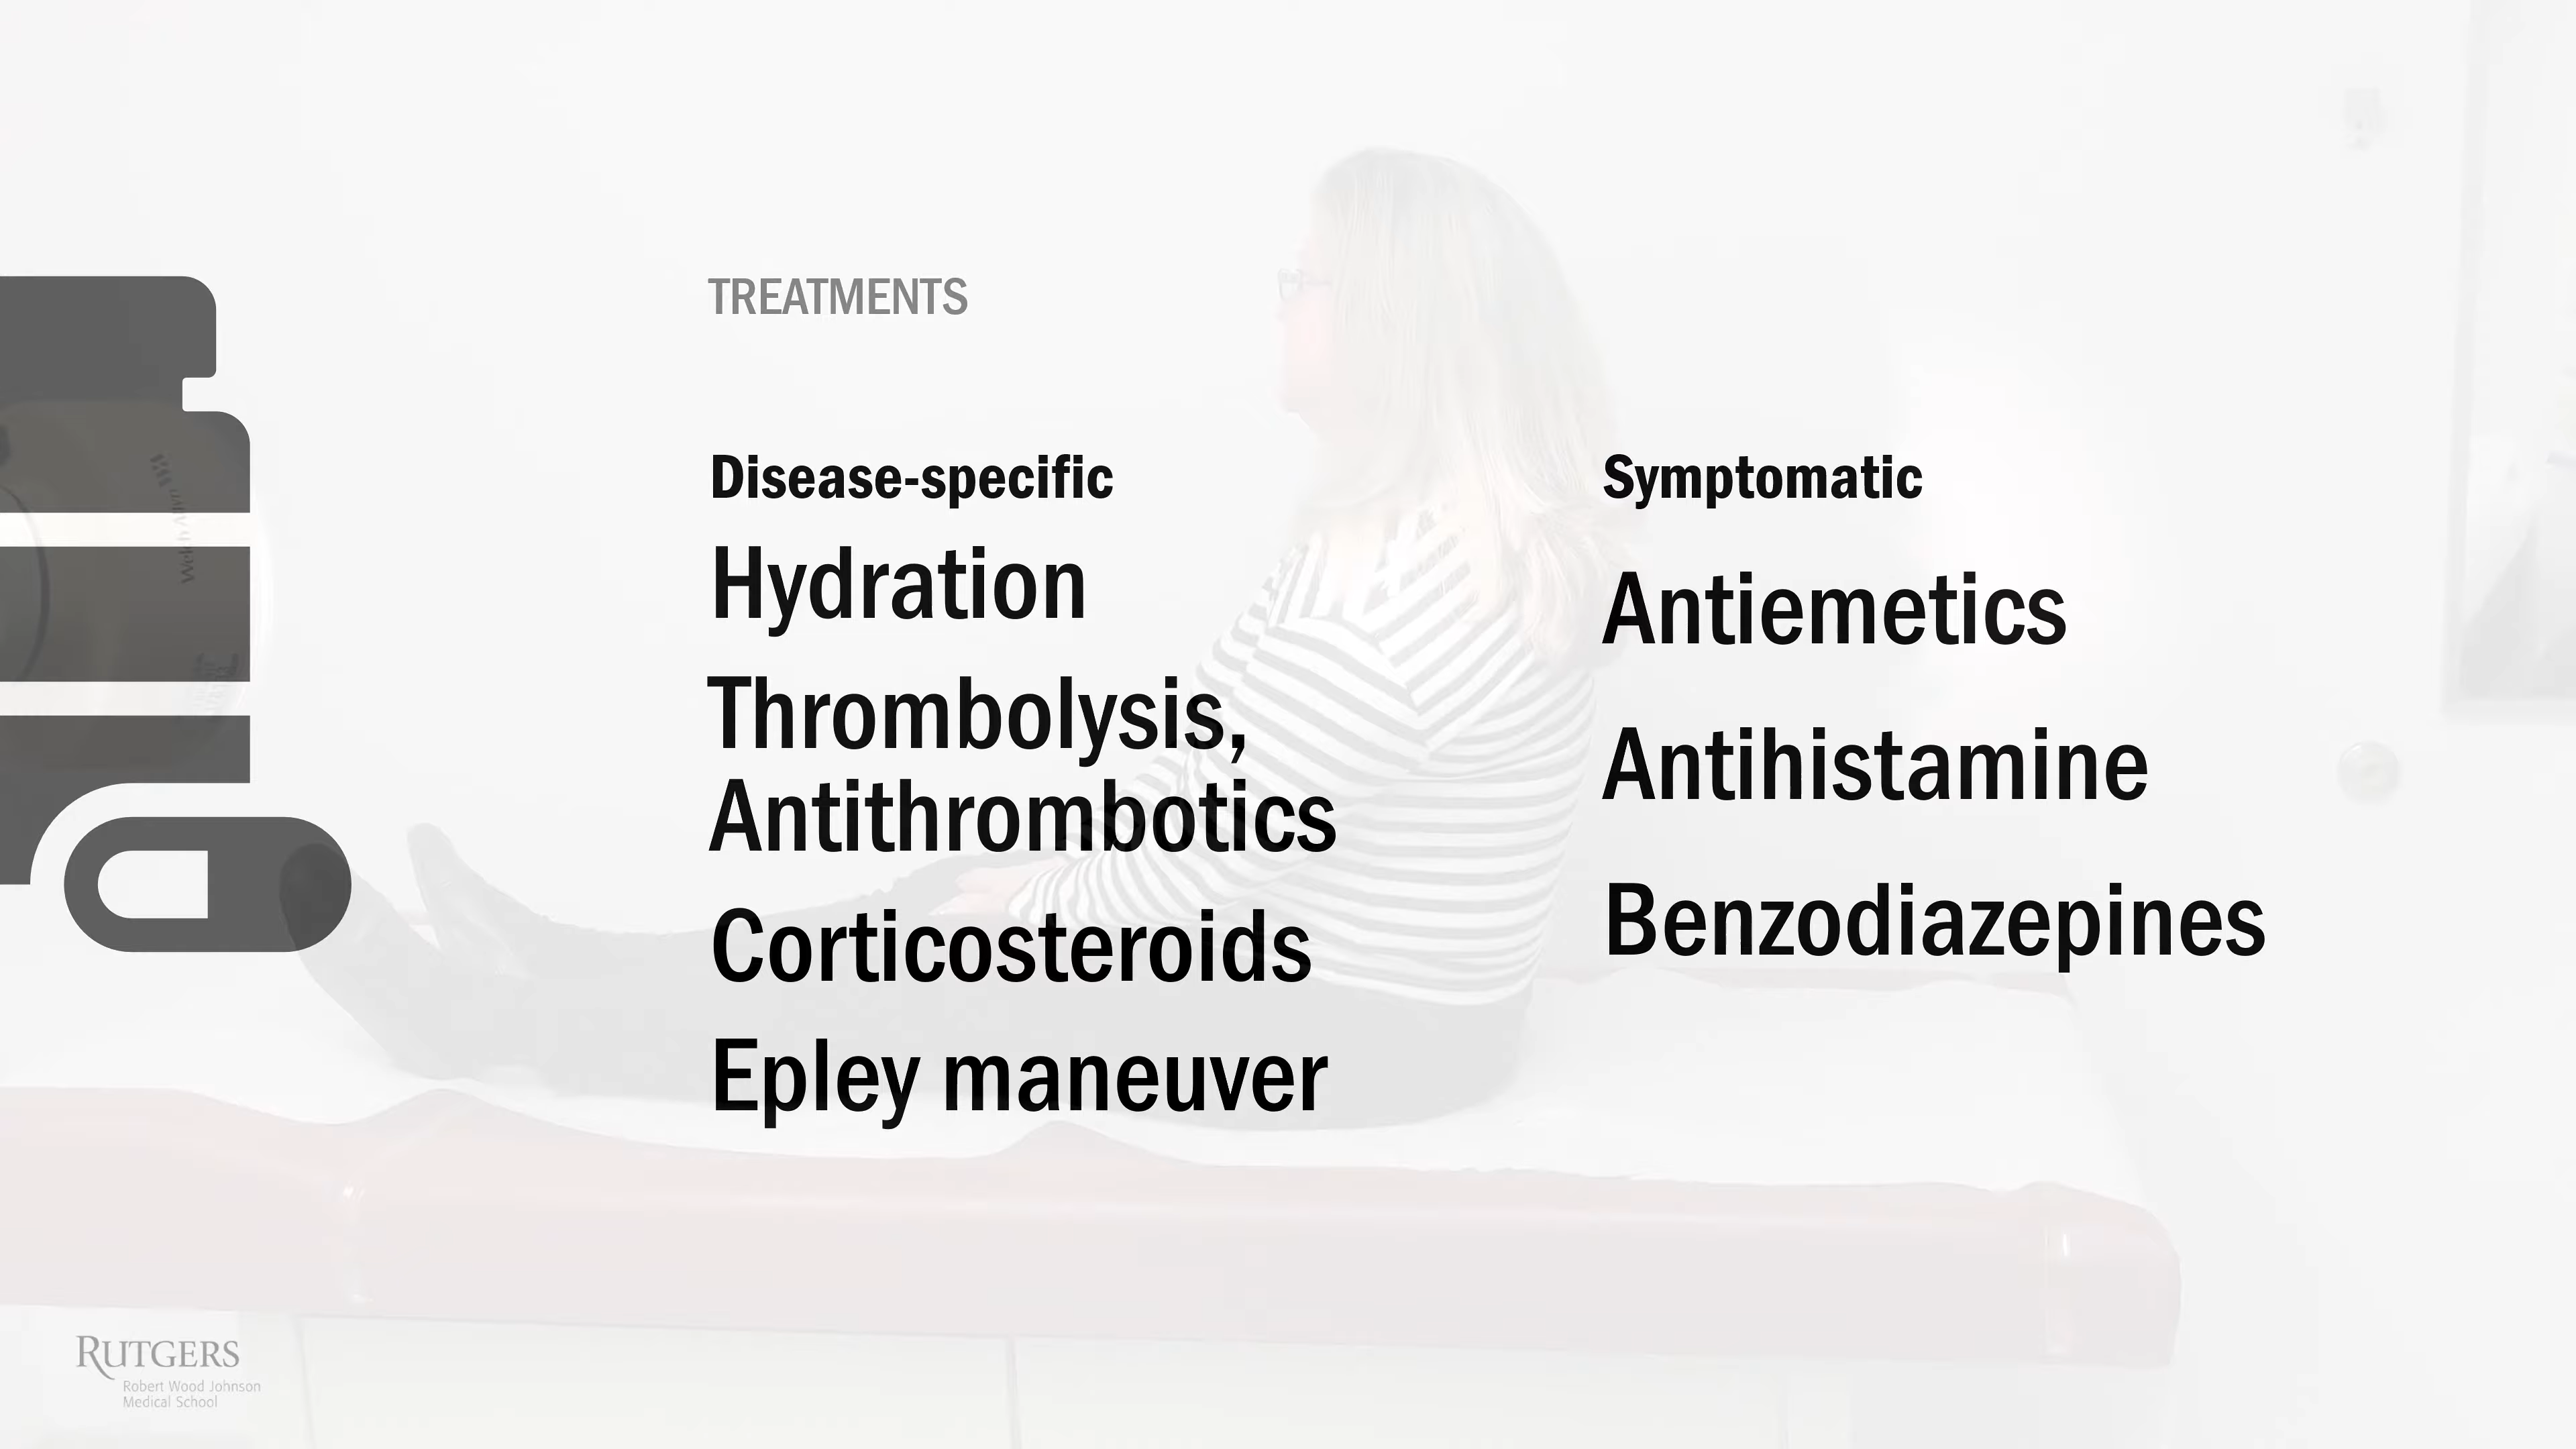 TREATMENTS
Disease-specific
Hydration
Thrombolysis,
Antithrombotics
Corticosteroids
Epley maneuver
Symptomatic
Antiemetics
Antihistamine
Benzodiazepines
RUTGERS
Robert Wood Johnson
Medical School